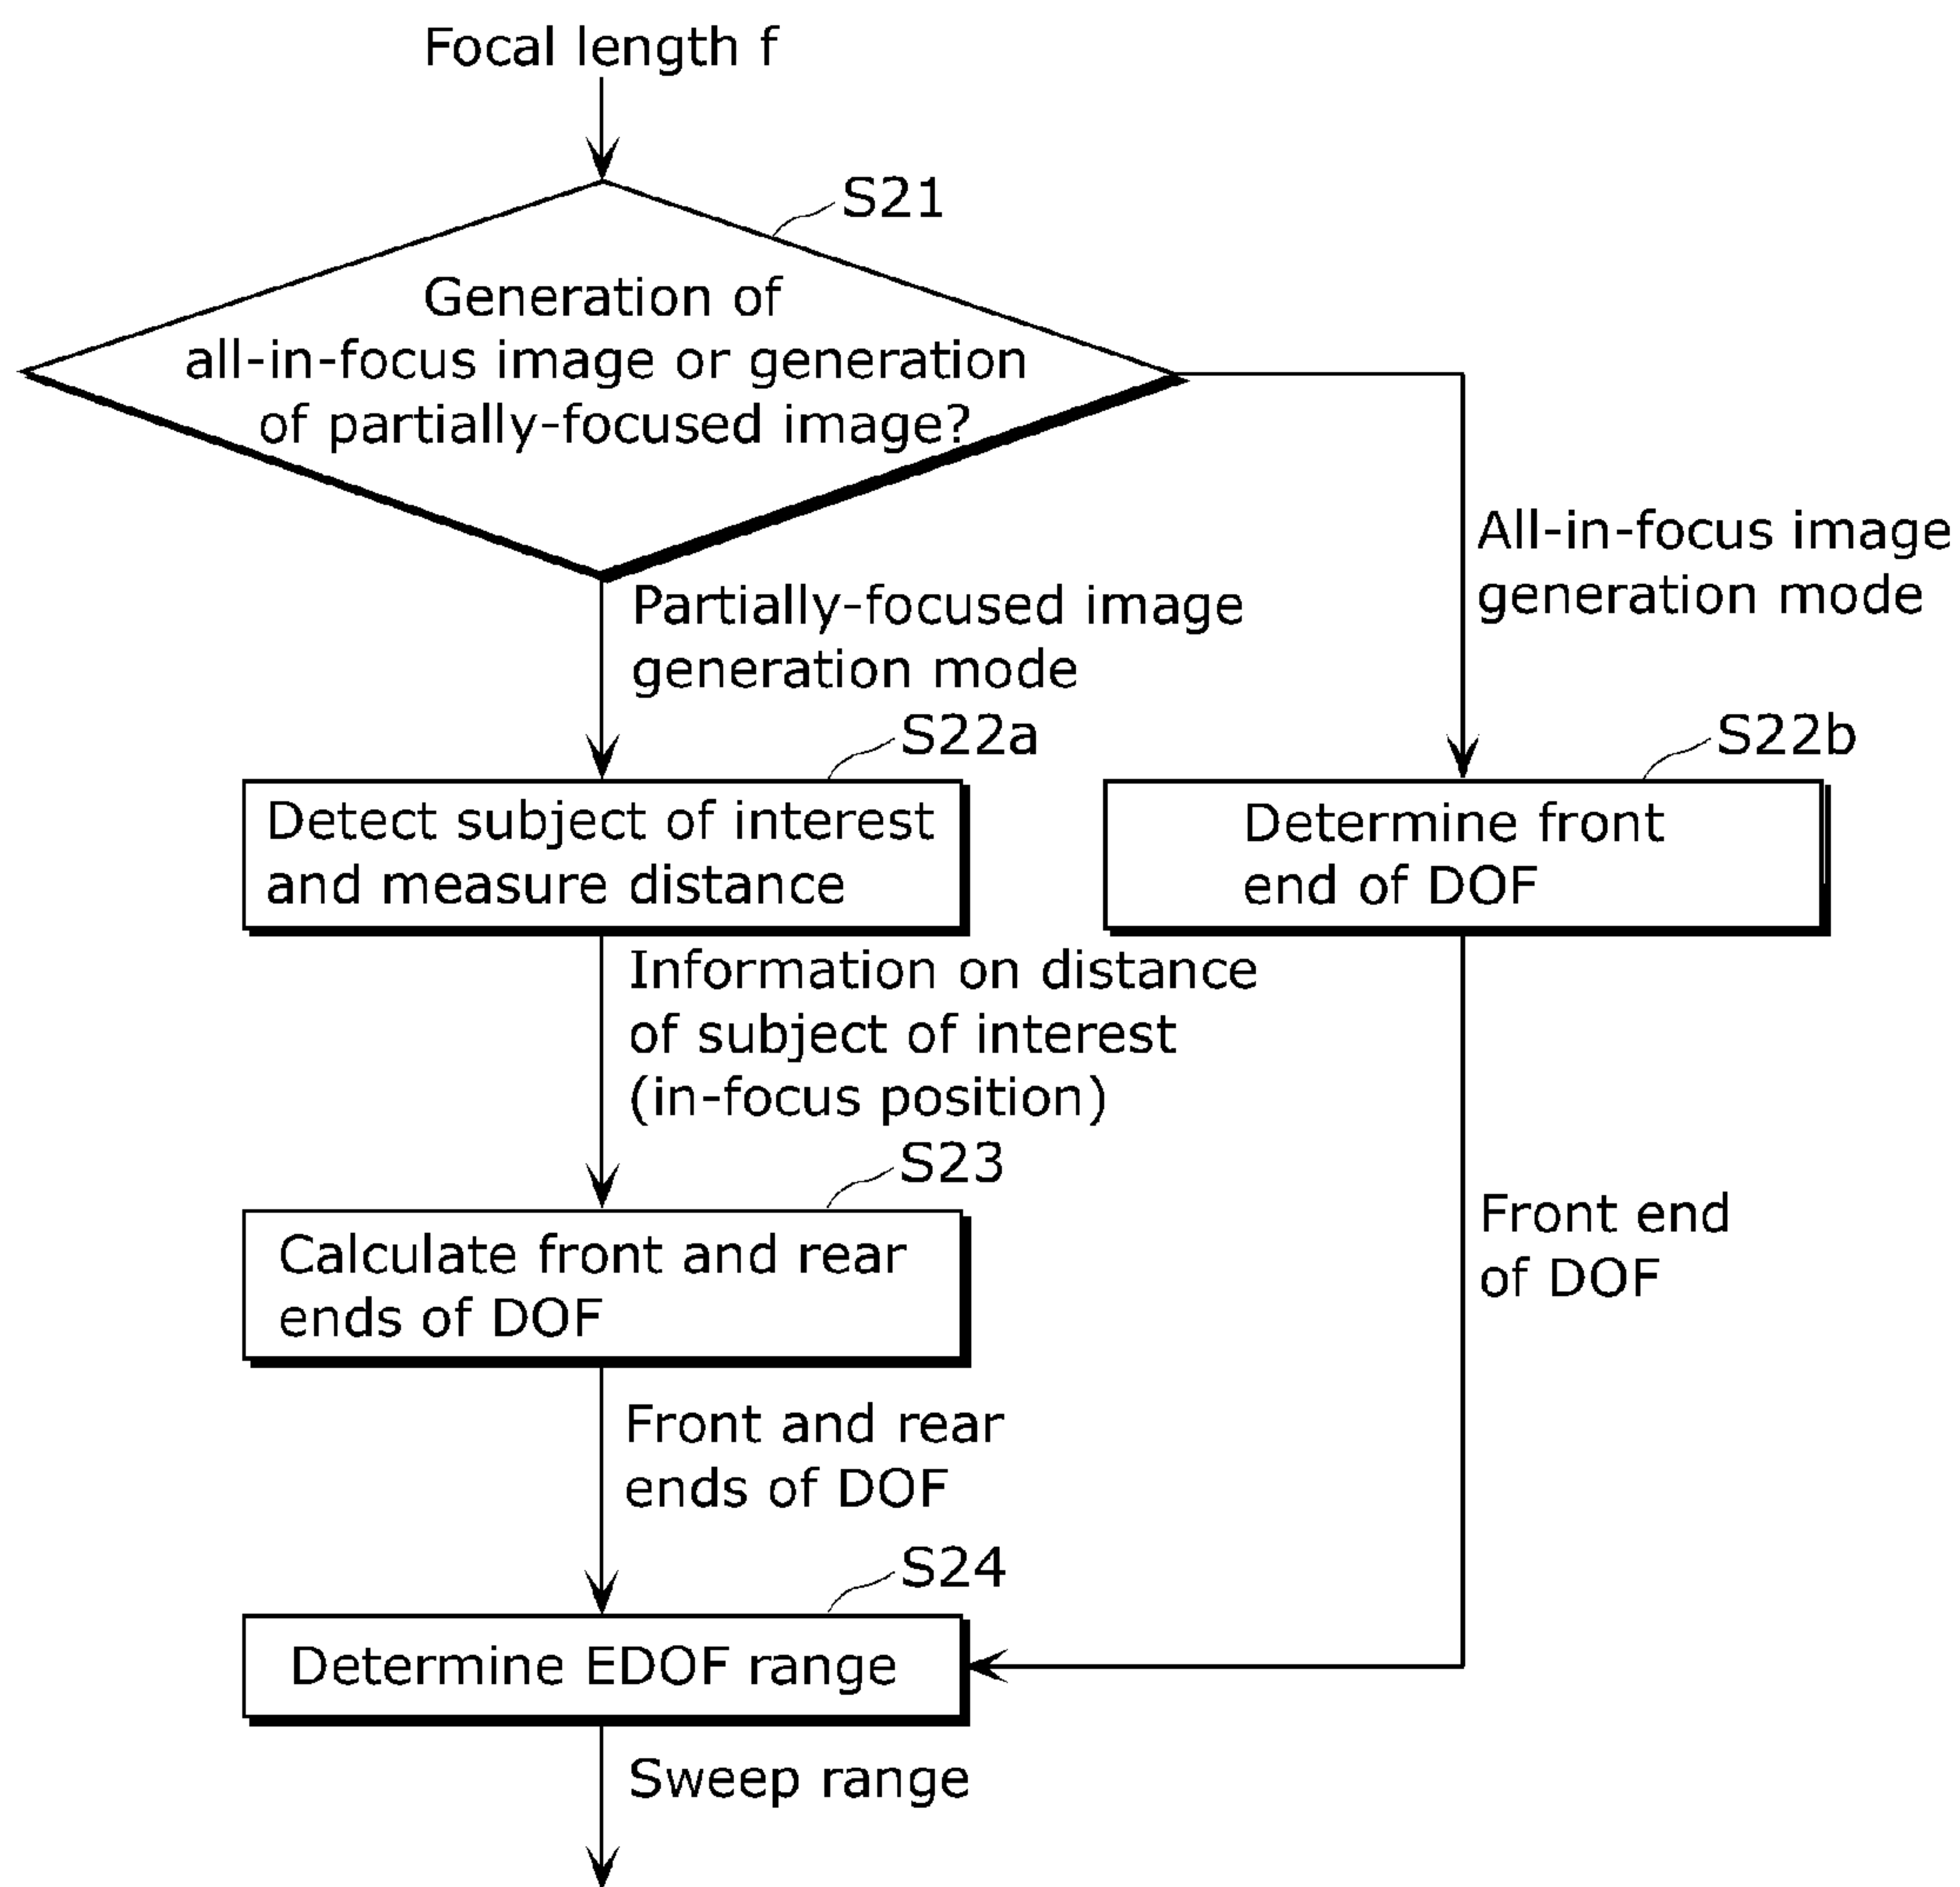 Focal length f
S21
Generation of
all-in-focus image or generation
of partially-focused image?
All-in-focus image
generation mode
Partially-focused image
generation mode
S22a
S22b
Detect subject of interest
and measure distance
Determine front
end of DOF
Information on distance
of subject of interest
(in-focus position)
S23
Calculate front and rear
ends of DOF
Front end
of DOF
Front and rear
ends of DOF
S24
Determine EDOF range
Sweep range